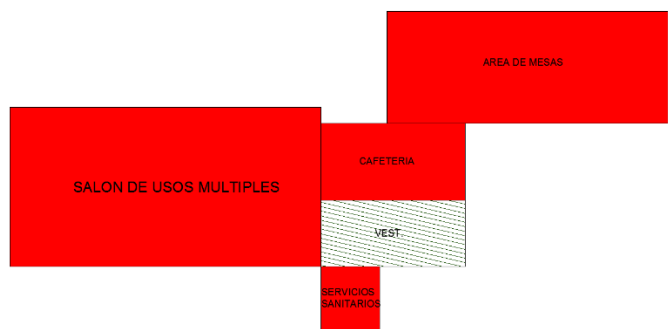 AREA DE MESAS
CAFETERIA
SALON DE USOS MULTIPLES
VEST.
SERVICIOS
SANITARIOS